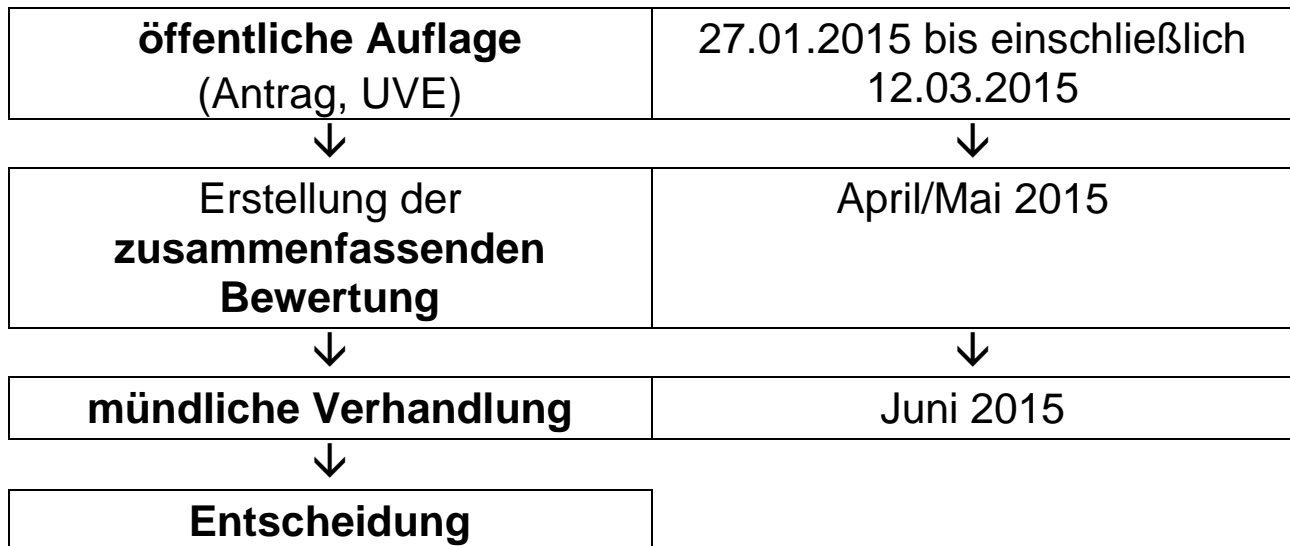 öffentliche Auflage
(Antrag, UVE)
27.01.2015 bis einschließlich
12.03.2015
Erstellung der
zusammenfassenden
Bewertung
April/Mai 2015
mündliche Verhandlung
Juni 2015
Entscheidung